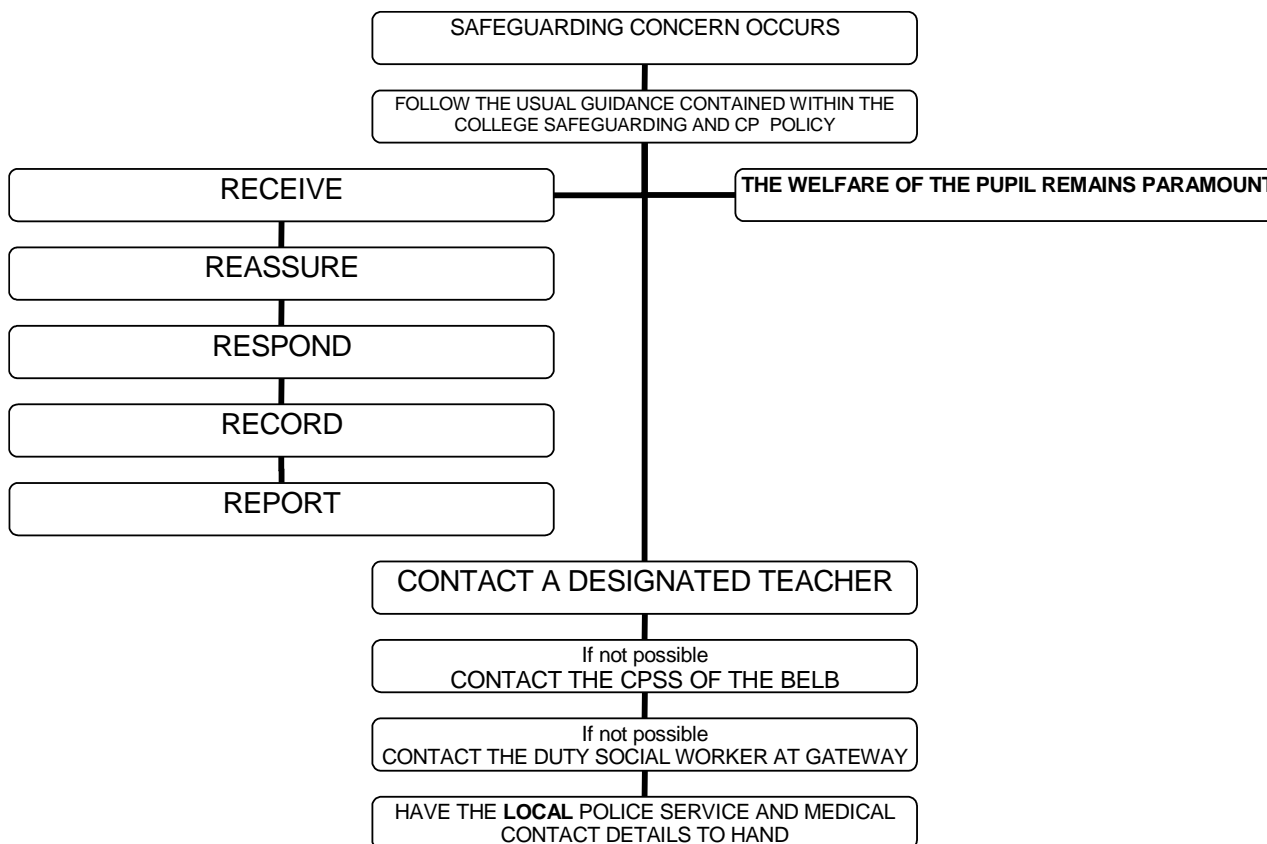 SAFEGUARDING CONCERN OCCURS
FOLLOW THE USUAL GUIDANCE CONTAINED WITHIN THE
COLLEGE SAFEGUARDING AND CP POLICY
RECEIVE
THE WELFARE OF THE PUPIL REMAINS PARAMOUNT
REASSURE
RESPOND
RECORD
REPORT
CONTACT A DESIGNATED TEACHER
If not possible
CONTACT THE CPSS OF THE BELB
If not possible
CONTACT THE DUTY SOCIAL WORKER AT GATEWAY
HAVE THE LOCAL POLICE SERVICE AND MEDICAL
CONTACT DETAILS TO HAND